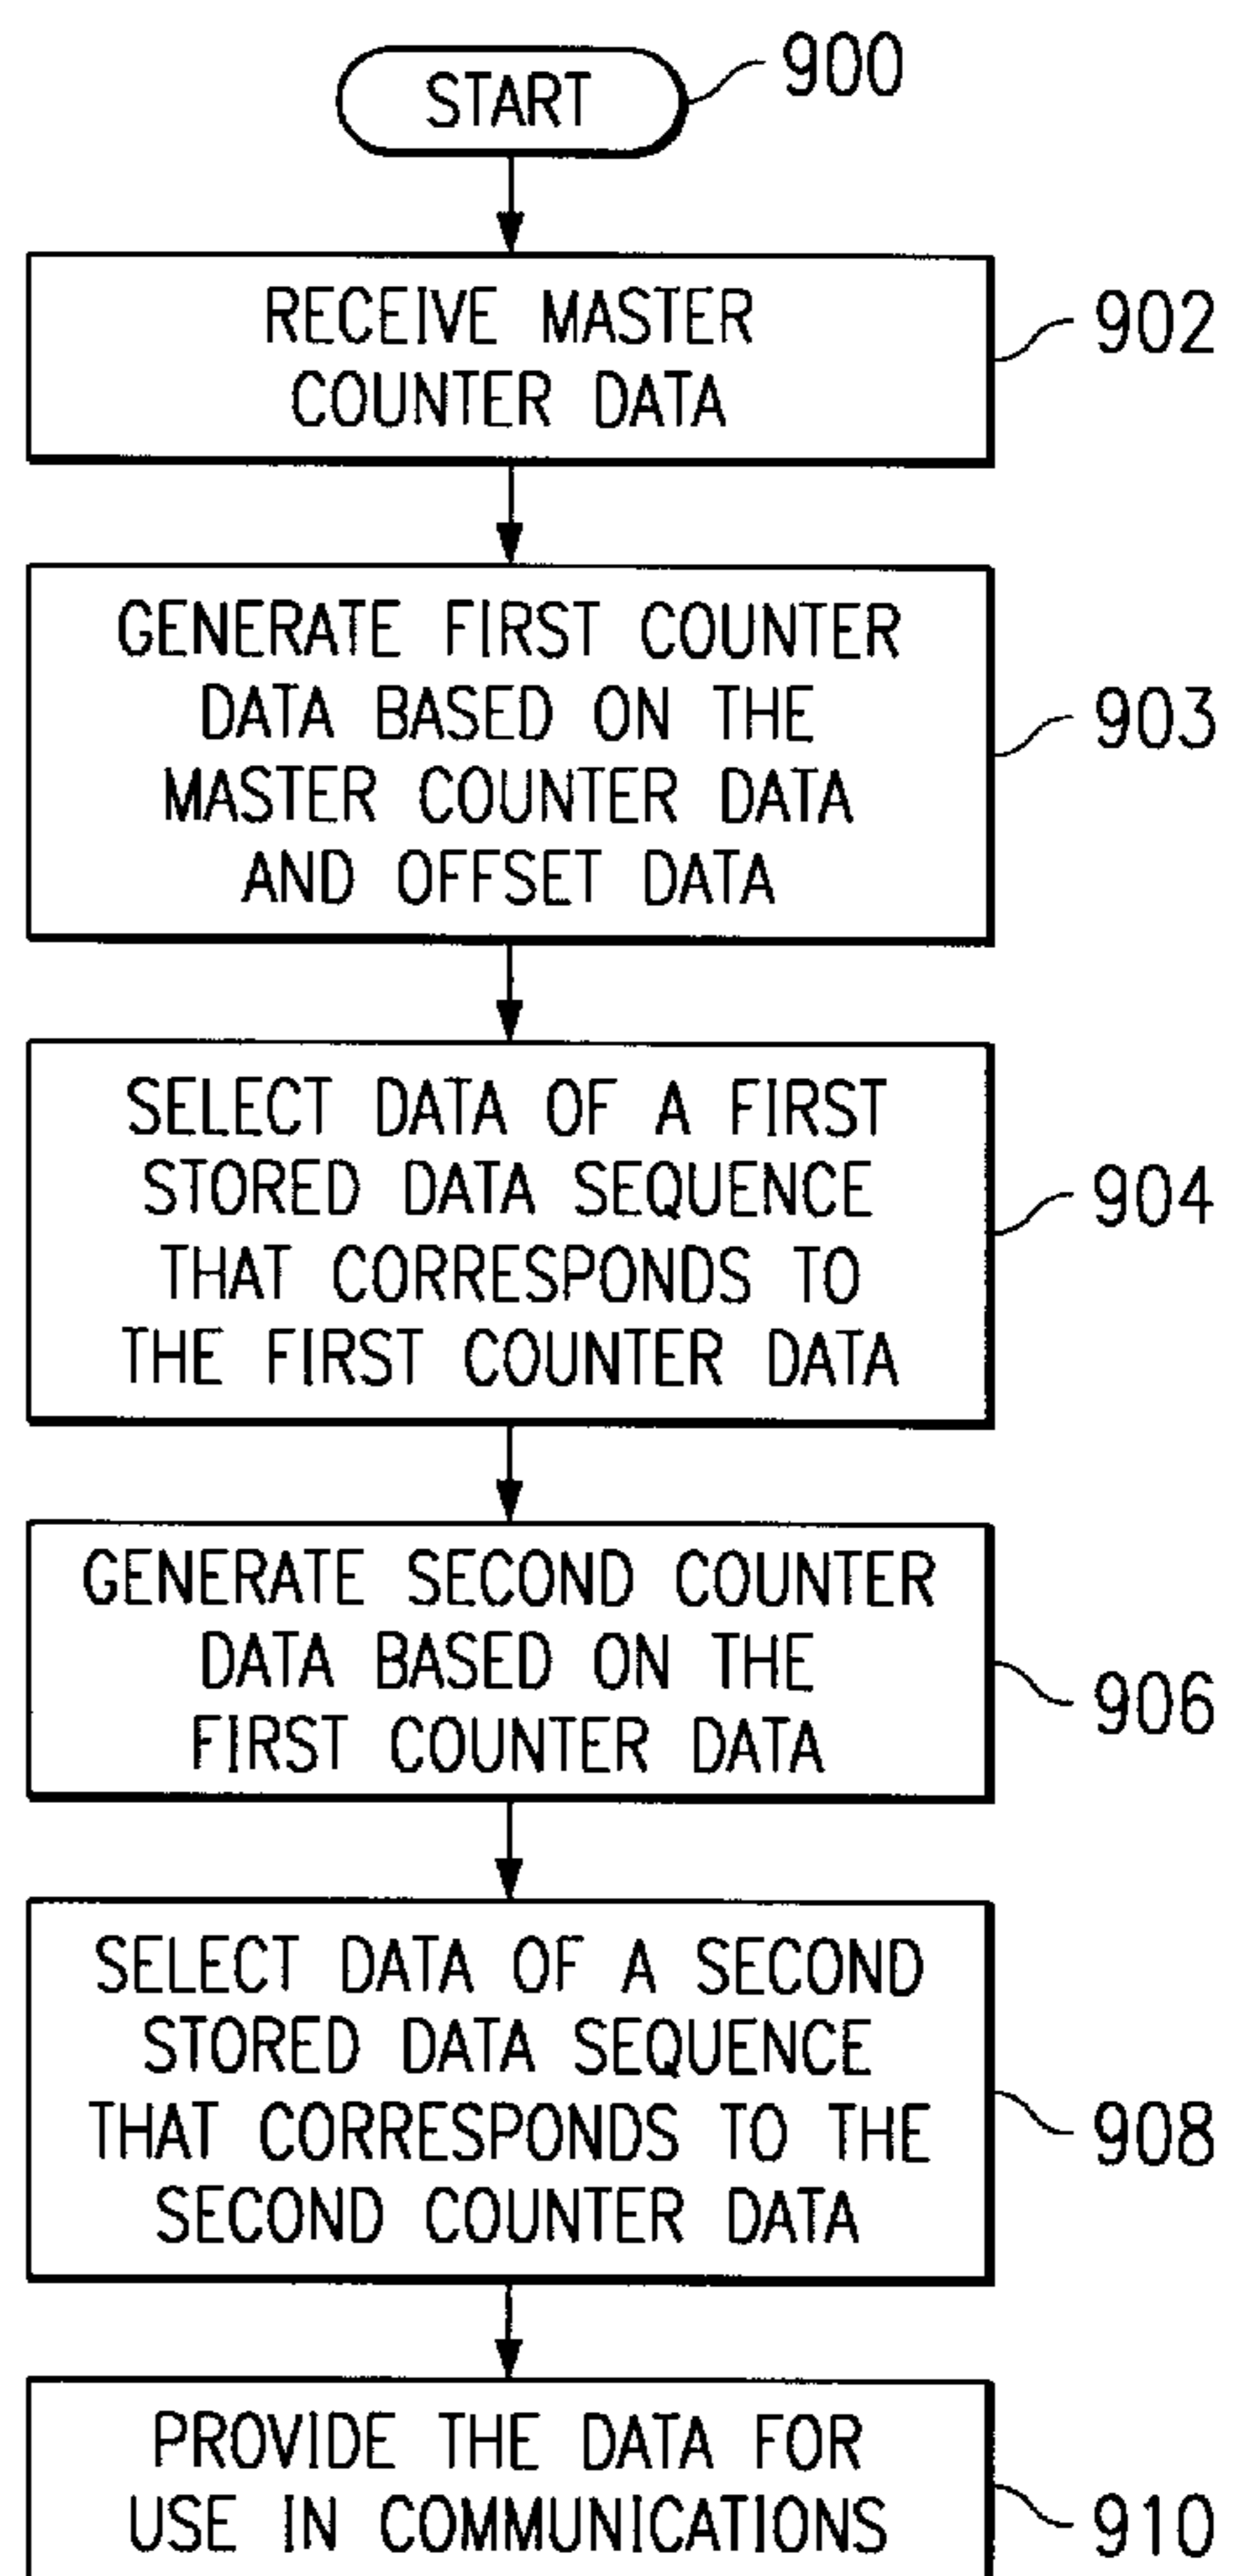 START
900
RECEIVE MASTER
COUNTER DATA
902
GENERATE FIRST COUNTER
DATA BASED ON THE
MASTER COUNTER DATA
AND OFFSET DATA
903
SELECT DATA OF A FIRST
STORED DATA SEQUENCE
THAT CORRESPONDS TO
THE FIRST COUNTER DATA
904
GENERATE SECOND COUNTER
DATA BASED ON THE
FIRST COUNTER DATA
906
SELECT DATA OF A SECOND
STORED DATA SEQUENCE
THAT CORRESPONDS TO THE
SECOND COUNTER DATA
908
PROVIDE THE DATA FOR
USE IN COMMUNICATIONS
910